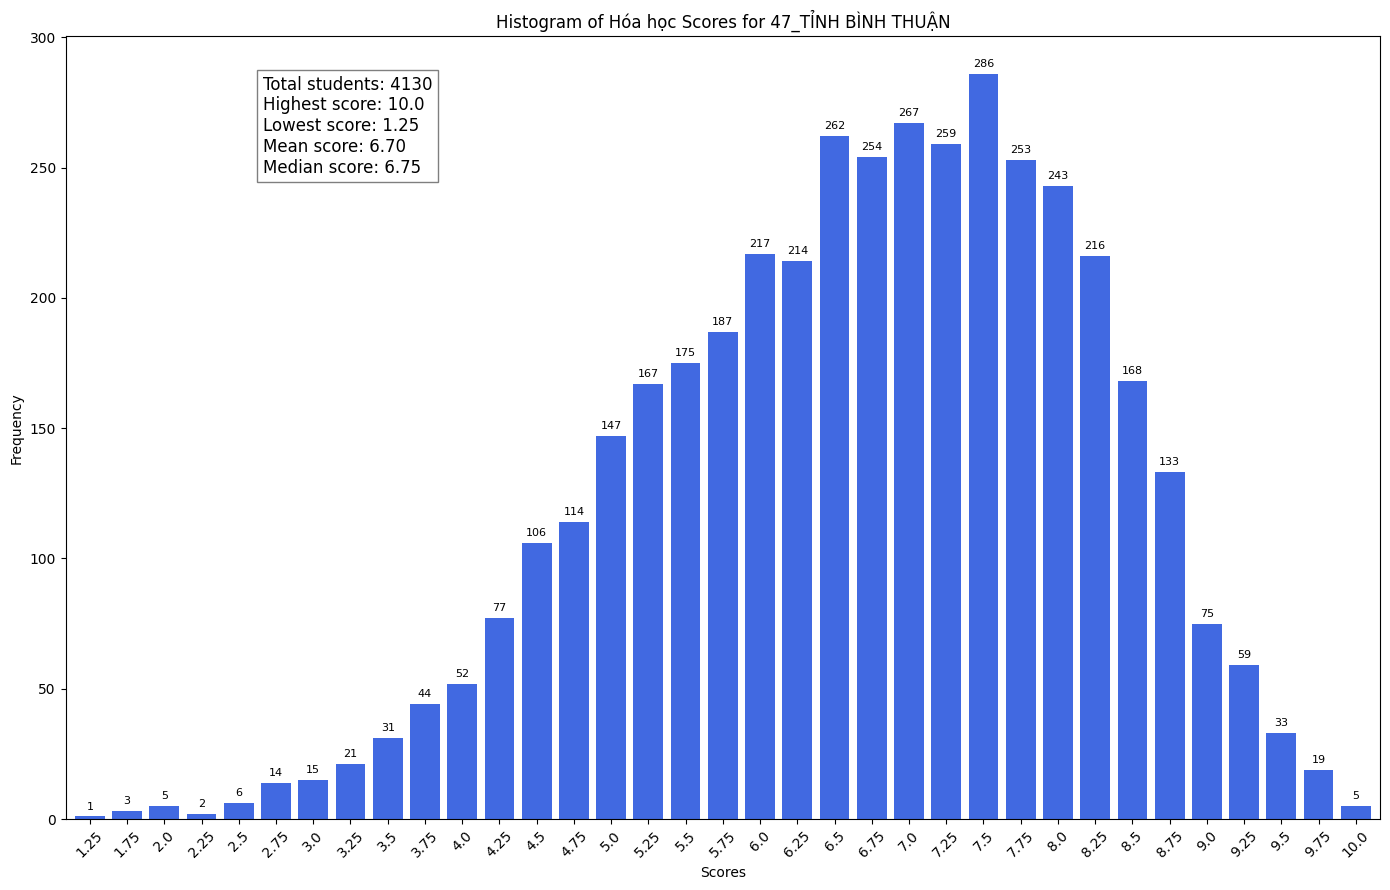 Histogram of Hóa học Scores for 47_TỈNH BÌNH THUẬN
Total students: 4130
Highest score: 10.0
Lowest score: 1.25
Mean score: 6.70
Median score: 6.75
Frequency
300
250
200
150
100
50
0
1 3 5 2 6 14 15 21 31 44 52 77 106 114 147 167 175 187 217 214 262 254 267 259 286 253 243 216 168 133 75 59 33 19 5
1.25 1.75 2.0 2.25 2.5 2.75 3.0 3.25 3.5 3.75 4.0 4.25 4.5 4.75 5.0 5.25 5.5 5.75 6.0 6.25 6.5 6.75 7.0 7.25 7.5 7.75 8.0 8.25 8.5 8.75 9.0 9.25 9.5 9.75 10.0
Scores